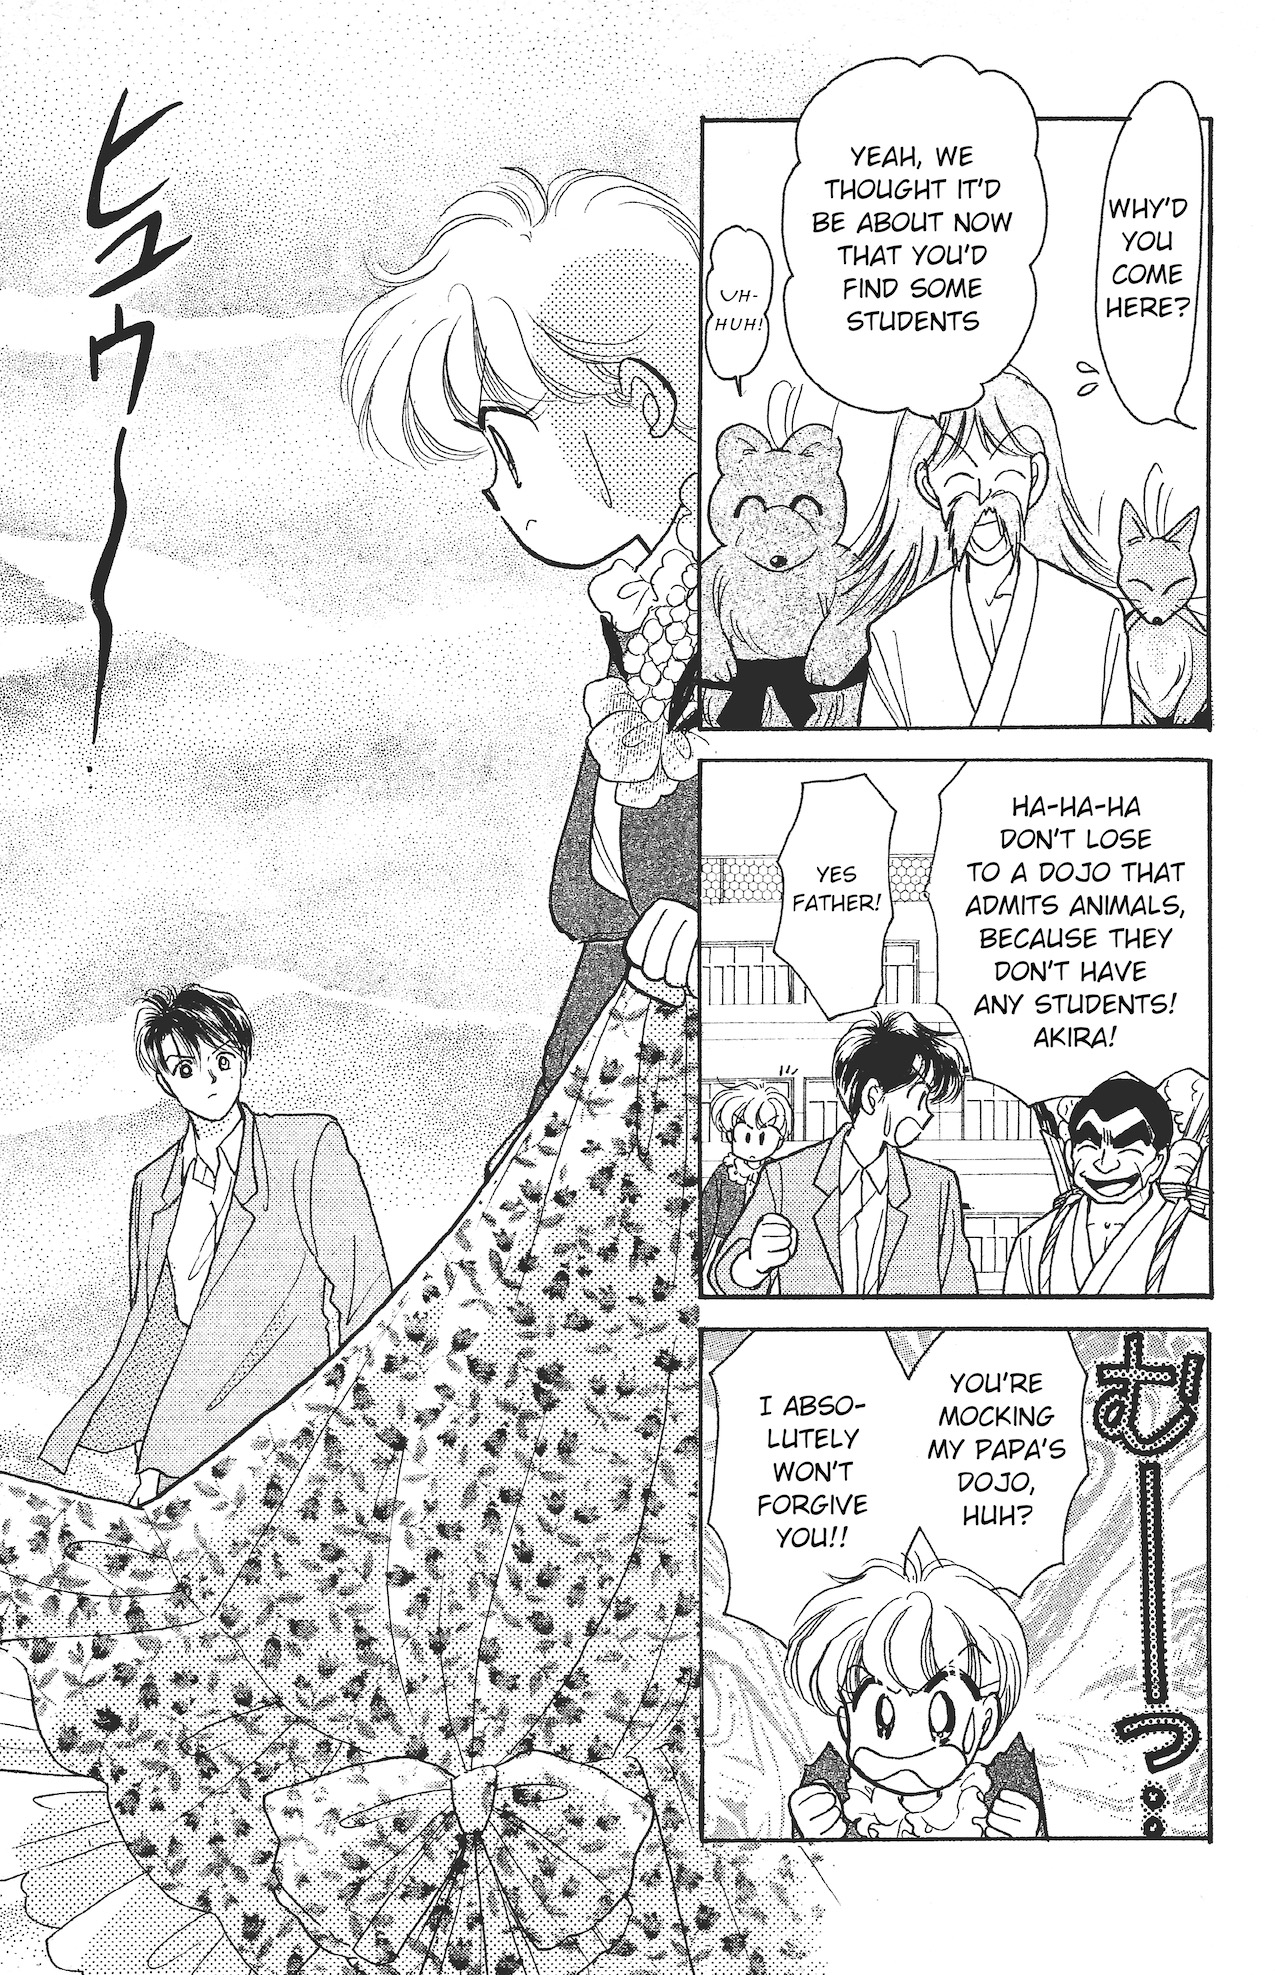 WHY'D
YOU
COME
HERE?
YEAH, WE
THOUGHT IT'D
BE ABOUT NOW
THAT YOU'D
FIND SOME
STUDENTS
UH-
HUH!
HA-HA-HA
DON'T LOSE
TO A DOJO THAT
ADMITS ANIMALS,
BECAUSE THEY
DON'T HAVE
ANY STUDENTS!
AKIRA!
YES
FATHER!
YOU'RE
MOCKING
MY PAPA'S
DOJO,
HUH?
I ABSO-
LUTELY
WON'T
FORGIVE
YOU!!
むーっ…
ヒュゥ〜